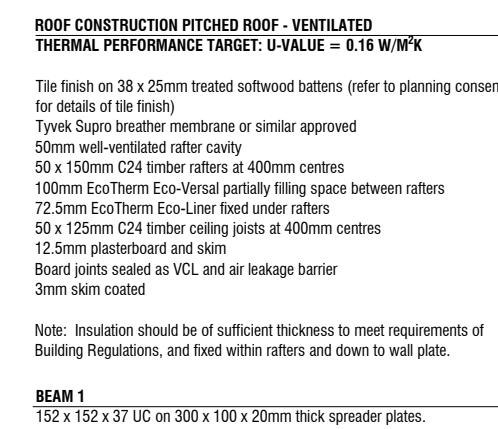 ROOF CONSTRUCTION PITCHED ROOF - VENTILATED
THERMAL PERFORMANCE TARGET: U-VALUE = 0.16 W/M²K
Tile finish on 38 x 25mm treated softwood battens (refer to planning consen
for details of tile finish)
Tyvek Supro breather membrane or similar approved
50mm well-ventilated rafter cavity
50 x 150mm C24 timber rafters at 400mm centres
100mm EcoTherm Eco-Versal partially filling space between rafters
72.5mm EcoTherm Eco-Liner fixed under rafters
50 x 125mm C24 timber ceiling joists at 400mm centres
12.5mm plasterboard and skim
Board joints sealed as VCL and air leakage barrier
3mm skim coated
Note: Insulation should be of sufficient thickness to meet requirements of
Building Regulations, and fixed within rafters and down to wall plate.
BEAM 1
152 x 152 x 37 UC on 300 x 100 x 20mm thick spreader plates.